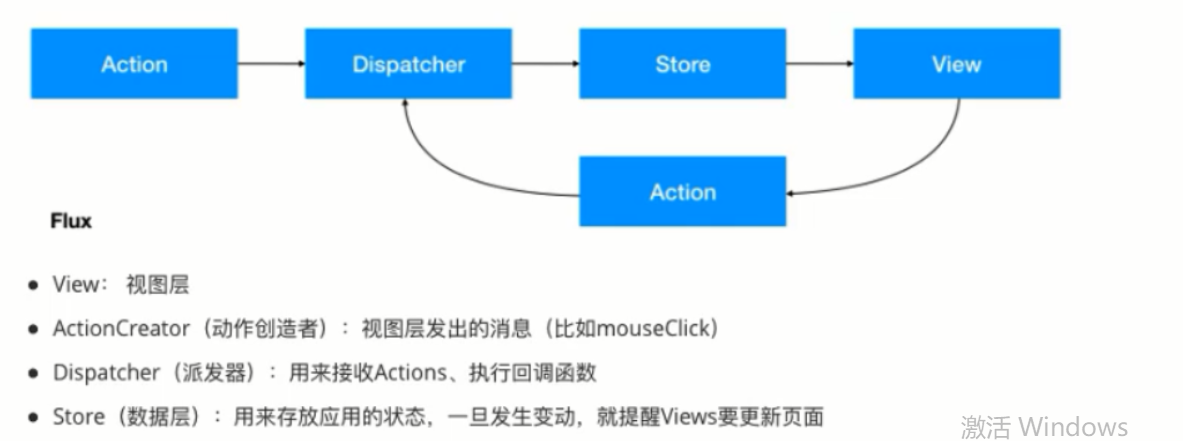 Action
Dispatcher
Store
View
Action
Flux
● View： 视图层
● ActionCreator（动作创造者）：视图层发出的消息（比如mouseClick）
● Dispatcher（派发器）：用来接收Actions、执行回调函数
● Store（数据层）：用来存放应用的状态，一旦发生变动，就提醒Views要更新页面
激活 Windows